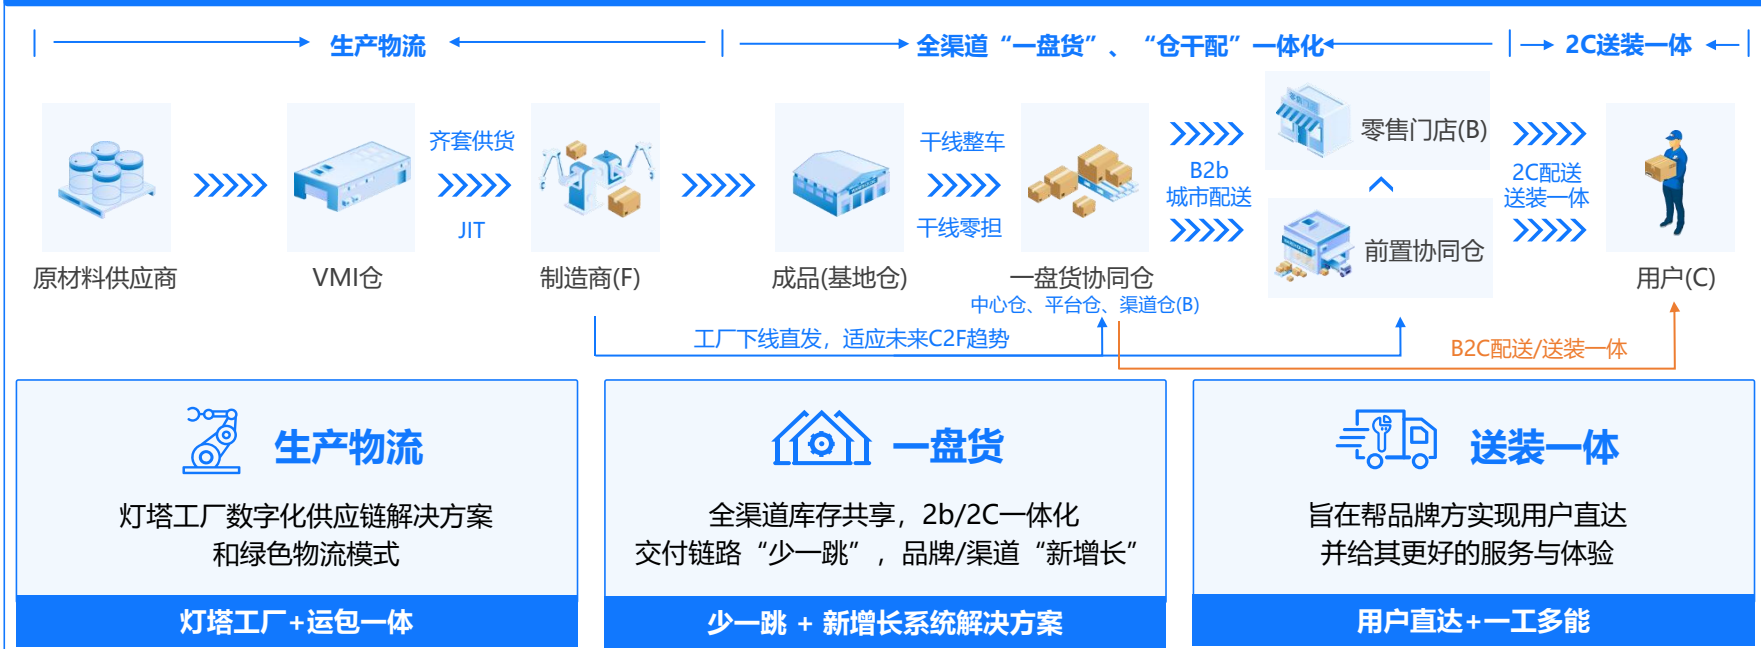 生产物流
全渠道“一盘货”、“仓干配”一体化
2C送装一体
齐套供货
JIT
干线整车
干线零担
B2b
城市配送
零售门店(B)
前置协同仓
2C配送
送装一体
原材料供应商
VMI仓
制造商(F)
成品(基地仓)
一盘货协同仓
中心仓、平台仓、渠道仓(B)
用户(C)
工厂下线直发，适应未来C2F趋势
B2C配送/送装一体
生产物流
灯塔工厂数字化供应链解决方案
和绿色物流模式
灯塔工厂+运包一体
一盘货
全渠道库存共享，2b/2C一体化
交付链路“少一跳”，品牌/渠道“新增长”
少一跳 + 新增长系统解决方案
送装一体
旨在帮品牌方实现用户直达
并给其更好的服务与体验
用户直达+一工多能